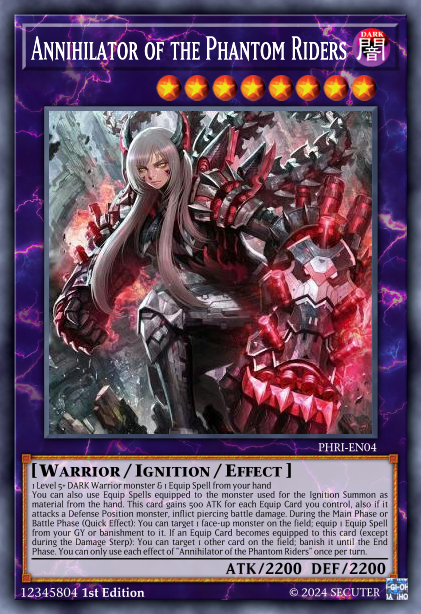 ANNIHILATOR OF THE PHANTOM RIDERS
DARK
闇
PHRI-EN04
[WARRIOR / IGNITION / EFFECT ]
1 Level 5+ DARK Warrior monster & 1 Equip Spell from your hand
You can also use Equip Spells equipped to the monster used for the Ignition Summon as
material from the hand. This card gains 500 ATK for each Equip Card you control, also if it
attacks a Defense Position monster, inflict piercing battle damage. During the Main Phase or
Battle Phase (Quick Effect): You can target 1 face-up monster on the field; equip 1 Equip Spell
from your GY or banishment to it. If an Equip Card becomes equipped to this card (except
during the Damage Sterp): You can target 1 other card on the field; banish it until the End
Phase. You can only use each effect of "Annihilator of the Phantom Riders" once per turn.
ATK/2200 DEF/2200
12345804 1st Edition
© 2024 SECUTER